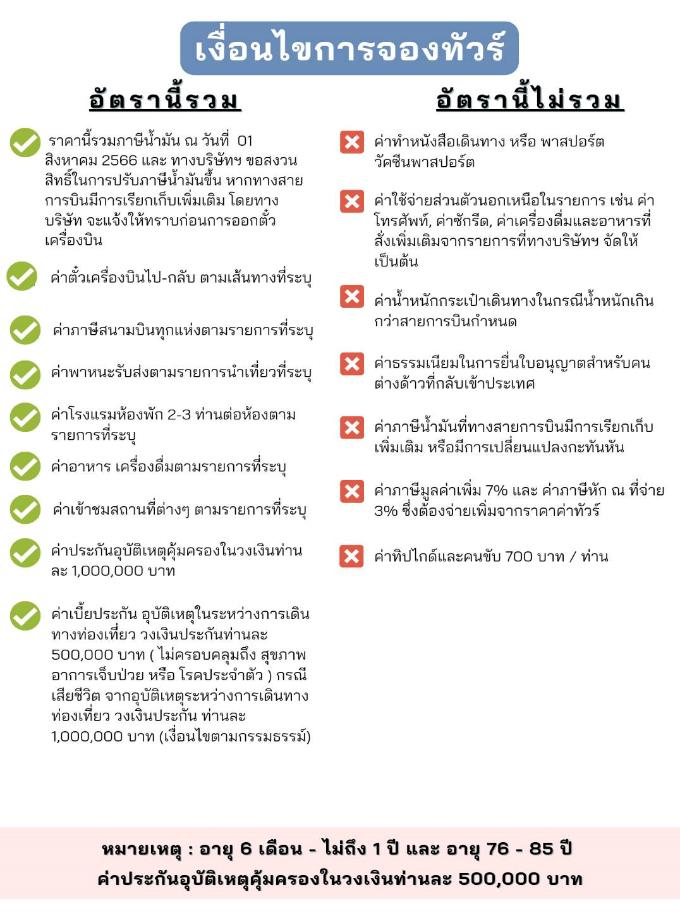 เงื่อนไขการจองทัวร์
อัตรานี้รวม
ราคานี้รวมภาษีน้ำมัน ณ วันที่ 01
สิงหาคม 2566 และ ทางบริษัทฯ ขอสงวน
สิทธิ์ในการปรับภาษีน้ำมันขึ้น หากทางสาย
การบินมีการเรียกเก็บเพิ่มเติม โดยทาง
บริษัท จะแจ้งให้ทราบก่อนการออกตั๋ว
เครื่องบิน
ค่าตั๋วเครื่องบินไป-กลับ ตามเส้นทางที่ระบุ
ค่าภาษีสนามบินทุกแห่งตามรายการที่ระบุ
ค่าพาหนะรับส่งตามรายการนำเที่ยวที่ระบุ
ค่าโรงแรมห้องพัก 2-3 ท่านต่อห้องตาม
รายการที่ระบุ
ค่าอาหาร เครื่องดื่มตามรายการที่ระบุ
ค่าเข้าชมสถานที่ต่างๆ ตามรายการที่ระบุ
ค่าประกันอุบัติเหตุคุ้มครองในวงเงินท่าน
ละ 1,000,000 บาท
ค่าเบี้ยประกัน อุบัติเหตุในระหว่างการเดิน
ทางท่องเที่ยว วงเงินประกันท่านละ
500,000 บาท ( ไม่ครอบคลุมถึง สุขภาพ
อาการเจ็บป่วย หรือ โรคประจำตัว ) กรณี
เสียชีวิต จากอุบัติเหตุระหว่างการเดินทาง
ท่องเที่ยว วงเงินประกัน ท่านละ
1,000,000 บาท (เงื่อนไขตามกรรมธรรม์)
อัตรานี้ไม่รวม
ค่าทำหนังสือเดินทาง หรือ พาสปอร์ต
วัคซีนพาสปอร์ต
ค่าใช้จ่ายส่วนตัวนอกเหนือในรายการ เช่น ค่า
โทรศัพท์, ค่าซักรีด, ค่าเครื่องดื่มและอาหารที่
สั่งเพิ่มเติมจากรายการที่ทางบริษัทฯ จัดให้
เป็นต้น
ค่าน้ำหนักกระเป๋าเดินทางในกรณีน้ำหนักเกิน
กว่าสายการบินกำหนด
ค่าธรรมเนียมในการยื่นใบอนุญาตสำหรับคน
ต่างด้าวที่กลับเข้าประเทศ
ค่าภาษีน้ำมันที่ทางสายการบินมีการเรียกเก็บ
เพิ่มเติม หรือมีการเปลี่ยนแปลงกะทันหัน
ค่าภาษีมูลค่าเพิ่ม 7% และ ค่าภาษีหัก ณ ที่จ่าย
3% ซึ่งต้องจ่ายเพิ่มจากราคาค่าทัวร์
ค่าทิปไกด์และคนขับ 700 บาท / ท่าน
หมายเหตุ : อายุ 6 เดือน - ไม่ถึง 1 ปี และ อายุ 76 - 85 ปี
ค่าประกันอุบัติเหตุคุ้มครองในวงเงินท่านละ 500,000 บาท